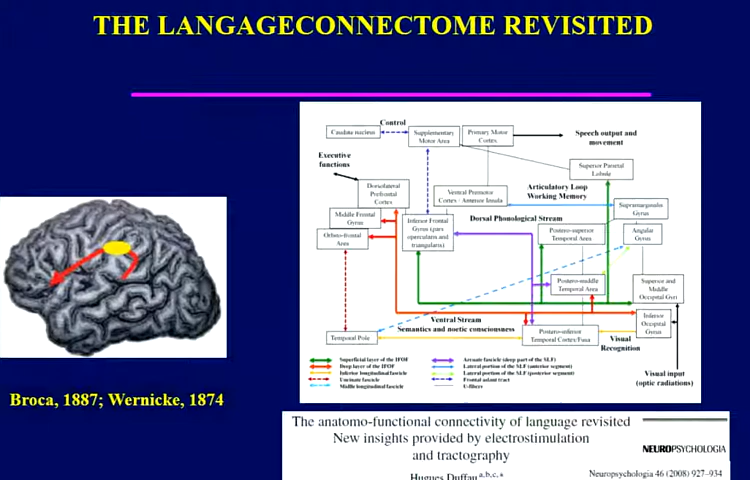 THE LANGAGECONNECTOME REVISITED
Control
Caudate nucleus
Supplementary
Motor Area
Primary Motor
Cortex
Speech output and
movement
Executive
functions
Superior Parietal
Lobula
Dorsolateral
Prefrontal
Cortex
Ventral Premotor
Cortex / Anterior Insula
Articulatory Loop
Working Memory
Supramarginalis
Gyrus
Middle Frontal
Gyrus
Inferior Frontal
Gyrus (pars
opercularis and
triangularis)
Dorsal Phonological Stream
Orbito-frontal
Area
Postero-superior
Temporal Area
Angular
Gyrus
Postero-middle
Temporal Area
Superior and
Middle
Occipital Gyri
Ventral Stream
Semantics and noetic consciousness
Inferior
Occipital
Gyrus
Temporal Pole
Postero-inferior
Temporal Cortex/Fusa
Visual
Recognition
Superficial layer of the IFOF
Deep layer of the IFOF
Inferior longitudinal fascicle
Uncinate fascicle
Middle longitudinal fascicle
Arcuate fascicle (deep part of the SLF)
Lateral portion of the SLF (anterior segment)
Lateral portion of the SLF (posterior segment)
Frontal aslant tract
U-fibers
Visual input
(optic radiations)
Broca, 1887; Wernicke, 1874
The anatomo-functional connectivity of language revisited
New insights provided by electrostimulation
and tractography
Hugues Duffau a,b,c,*
NEUROPSYCHOLOGIA
Neuropsychologia 46 (2008) 927–934